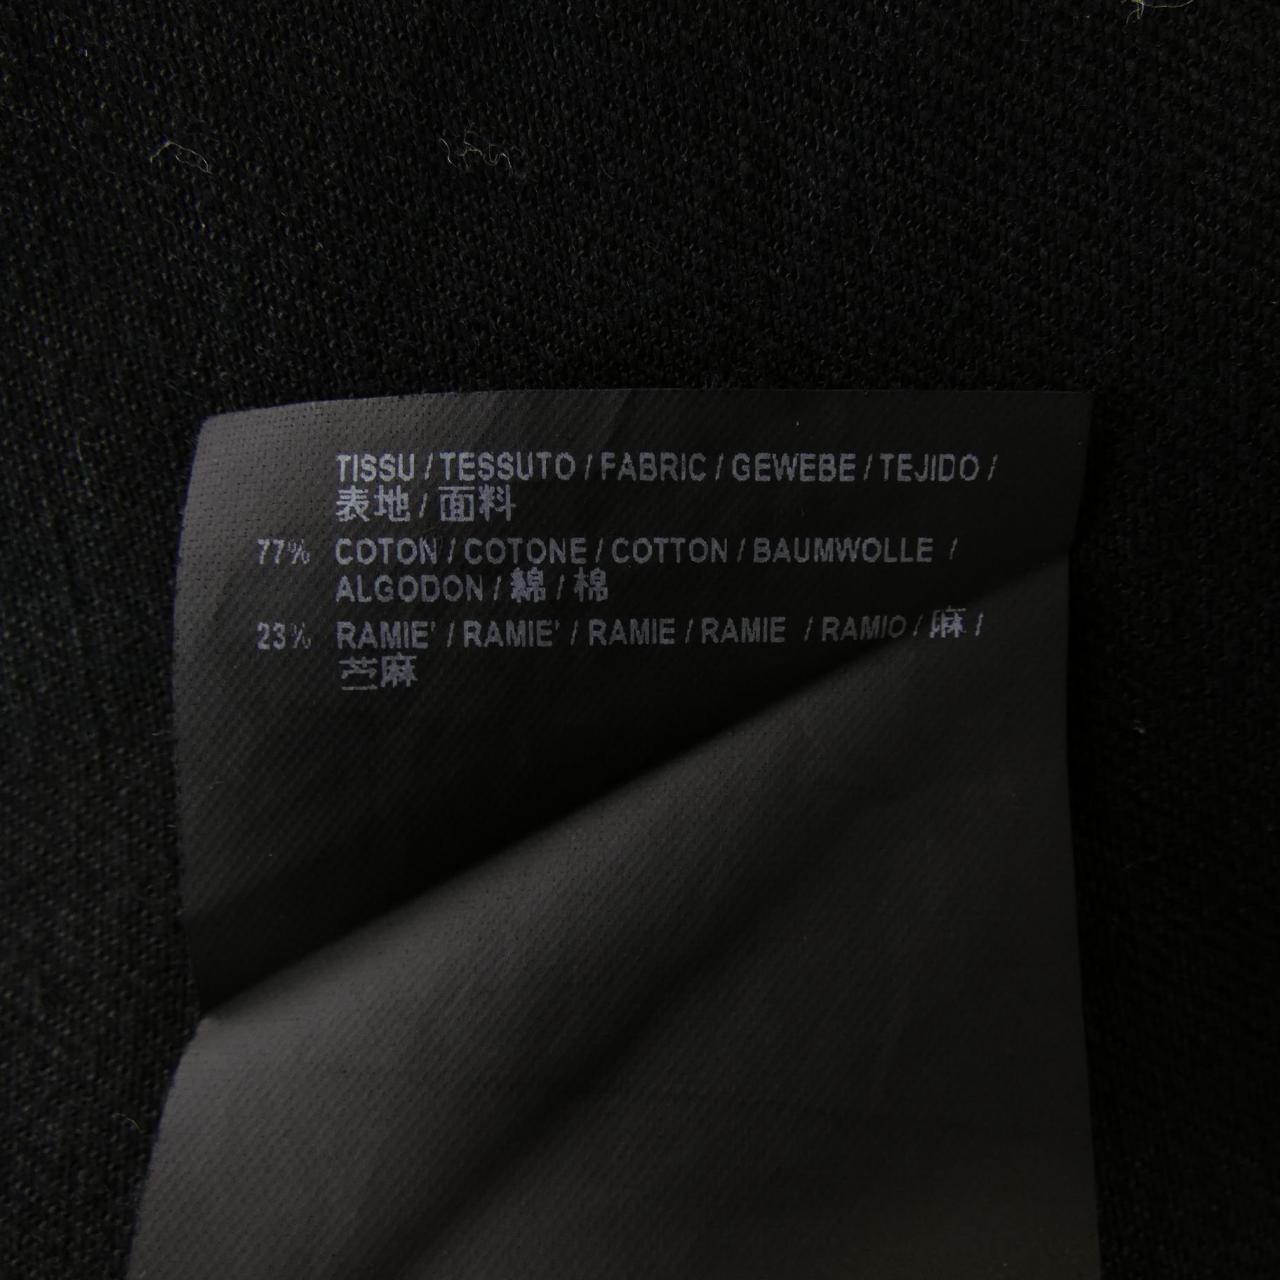 TISSU / TESSUTO / FABRIC / GEWEBE / TEJIDO /
表地 / 面料
77% COTON / COTONE / COTTON / BAUMWOLLE /
ALGODON / 綿 / 棉
23% RAMIE' / RAMIE' / RAMIE / RAMIE / RAMIO / 麻 /
苎麻